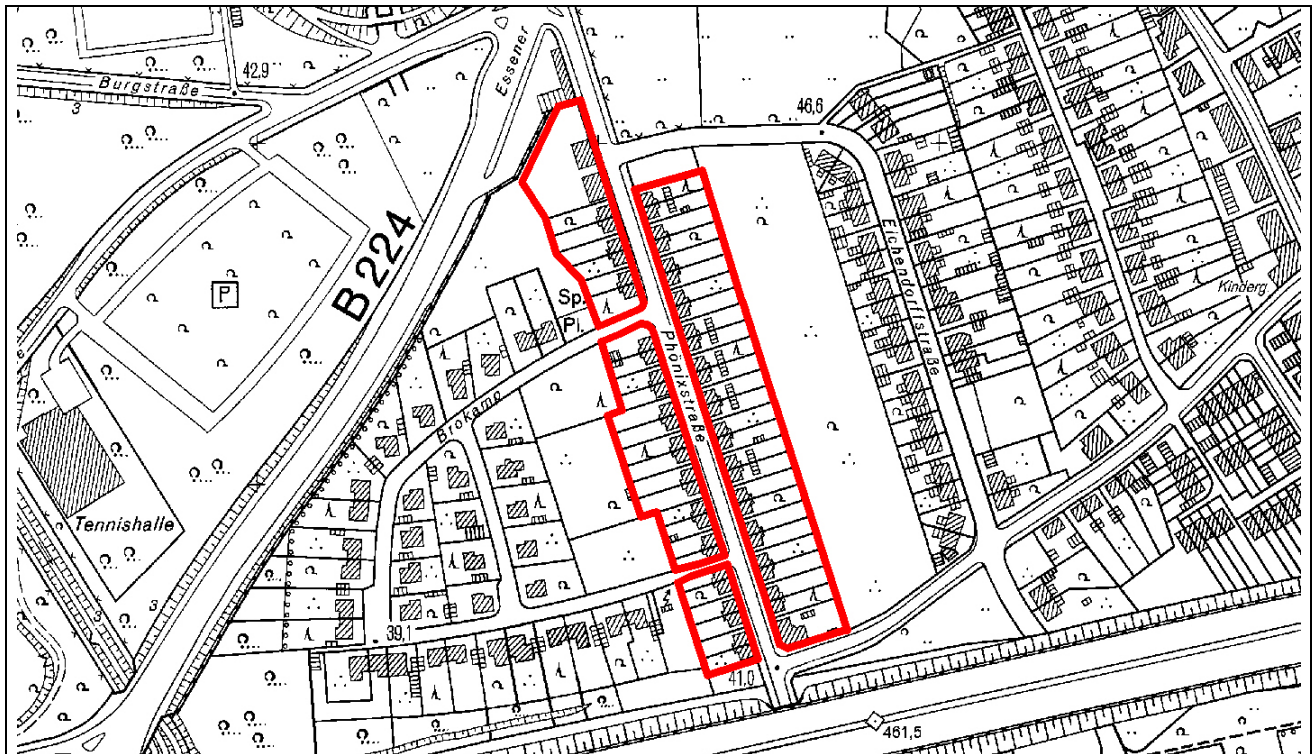 Burgstraße
42,9
3
Essener
46,6
B 224
P
Eichendorffstraße
Kinderg.
Sp.
Pl.
Phönixstraße
Brokamp
Tennishalle
3
39,1
41,0
461,5